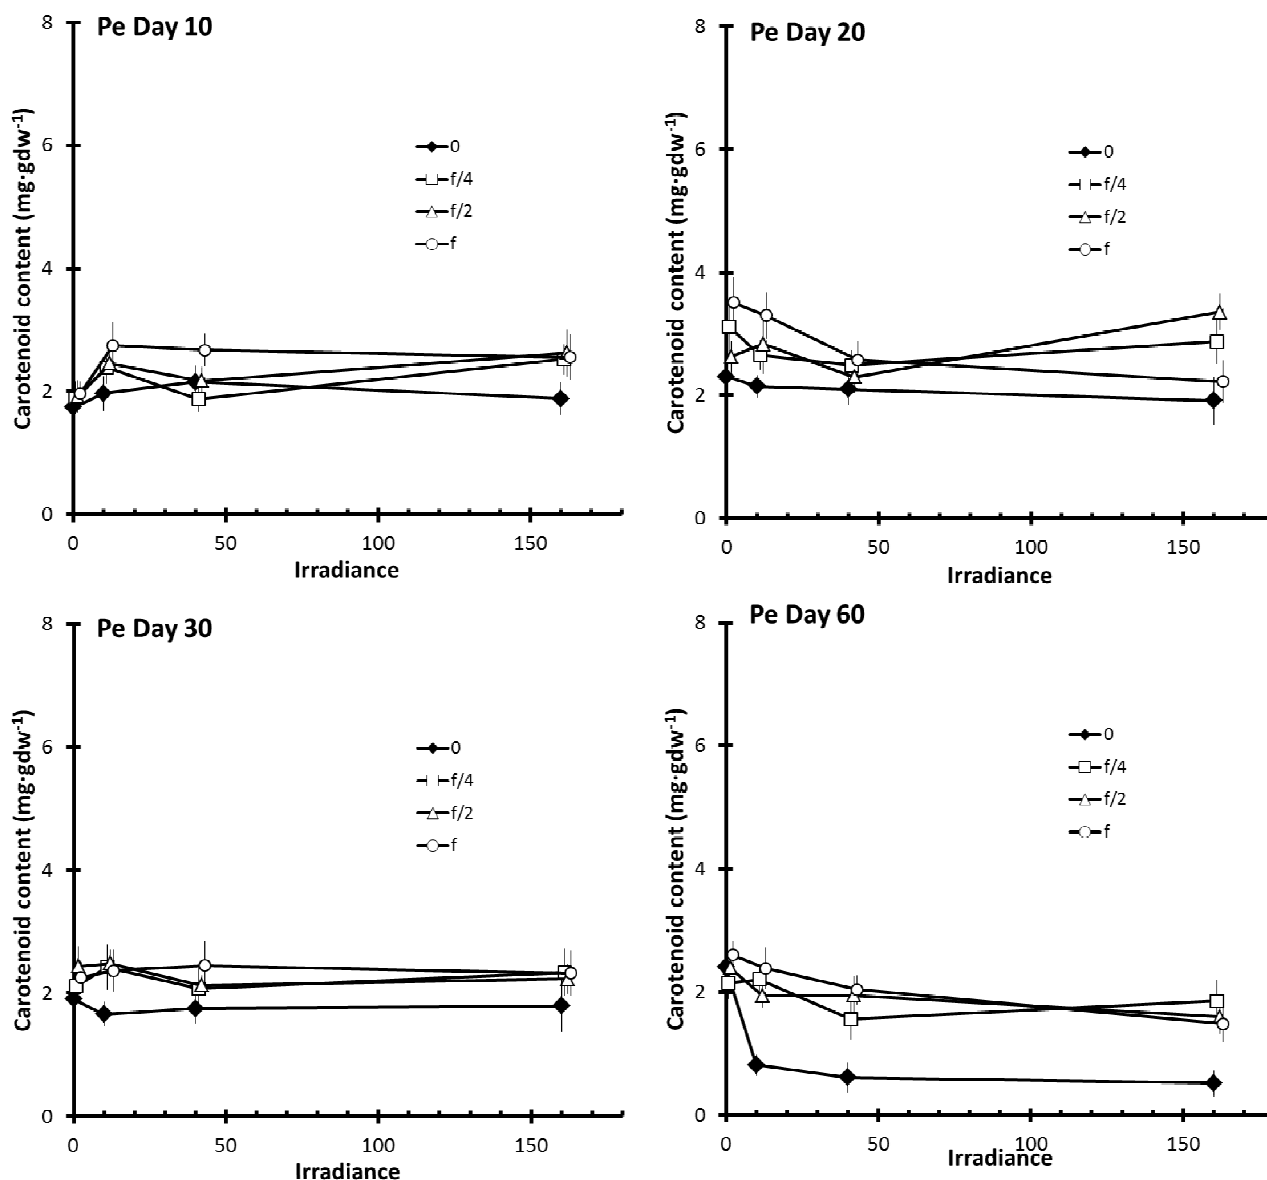 Pe Day 10
8
6
4
2
0
Carotenoid content (mg·gdw-1)
0
f/4
f/2
f
0 50 100 150
Irradiance
Pe Day 20
8
6
4
2
0
Carotenoid content (mg·gdw-1)
0
f/4
f/2
f
0 50 100 150
Irradiance
Pe Day 30
8
6
4
2
0
Carotenoid content (mg·gdw-1)
0
f/4
f/2
f
0 50 100 150
Irradiance
Pe Day 60
8
6
4
2
0
Carotenoid content (mg·gdw-1)
0
f/4
f/2
f
0 50 100 150
Irradiance